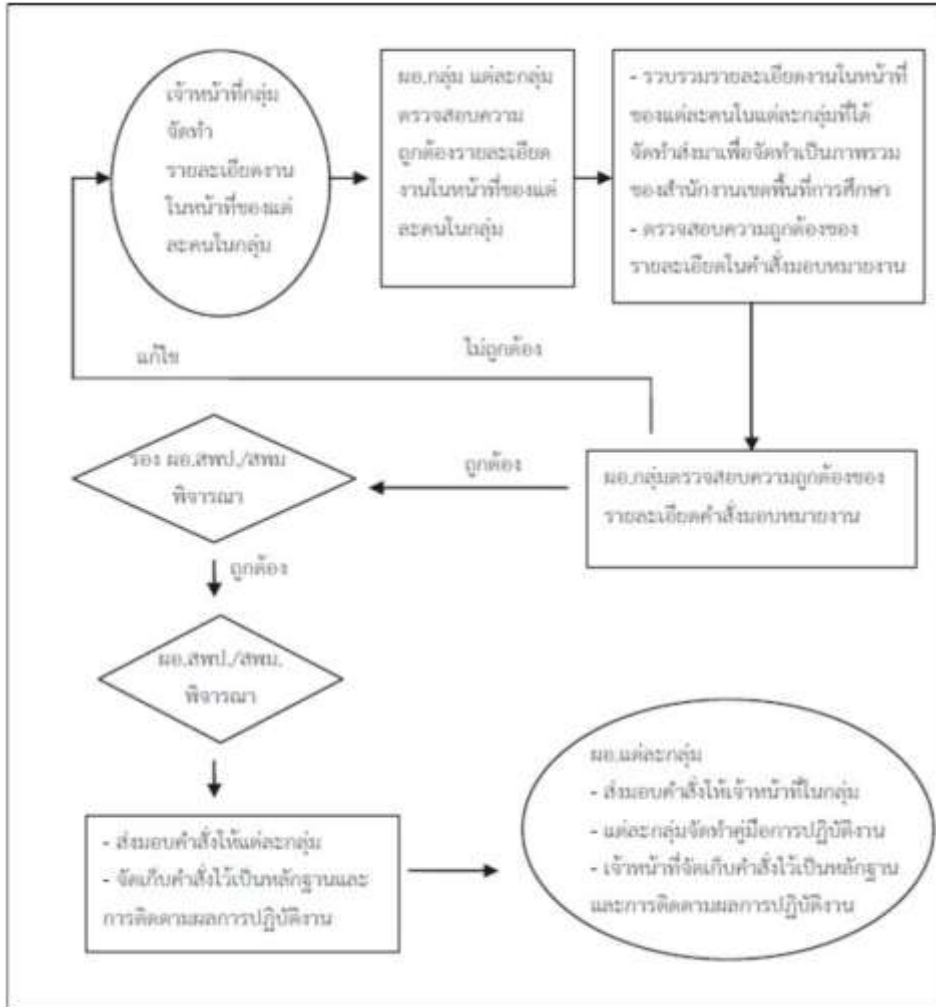 เจ้าหน้าที่กลุ่ม
จัดทำ
รายละเอียดงาน
ในหน้าที่ของแต่
ละคนในกลุ่ม
ผอ.กลุ่ม แต่ละกลุ่ม
ตรวจสอบความ
ถูกต้องรายละเอียด
งานในหน้าที่ของแต่
ละคนในกลุ่ม
- รวบรวมรายละเอียดงานในหน้าที่
ของแต่ละคนในแต่ละกลุ่มที่ได้
จัดทำส่งมาเพื่อจัดทำเป็นภาพรวม
ของสำนักงานเขตพื้นที่การศึกษา
- ตรวจสอบความถูกต้องของ
รายละเอียดในคำสั่งมอบหมายงาน
แก้ไข
ไม่ถูกต้อง
รอง ผอ.สพป./สพม
พิจารณา
ถูกต้อง
ผอ.กลุ่มตรวจสอบความถูกต้องของ
รายละเอียดคำสั่งมอบหมายงาน
ถูกต้อง
ผอ.สพป./สพม.
พิจารณา
- ส่งมอบคำสั่งให้แต่ละกลุ่ม
- จัดเก็บคำสั่งไว้เป็นหลักฐานและ
การติดตามผลการปฏิบัติงาน
ผอ.แต่ละกลุ่ม
- ส่งมอบคำสั่งให้เจ้าหน้าที่ในกลุ่ม
- แต่ละกลุ่มจัดทำคู่มือการปฏิบัติงาน
- เจ้าหน้าที่จัดเก็บคำสั่งไว้เป็นหลักฐาน
และการติดตามผลการปฏิบัติงาน